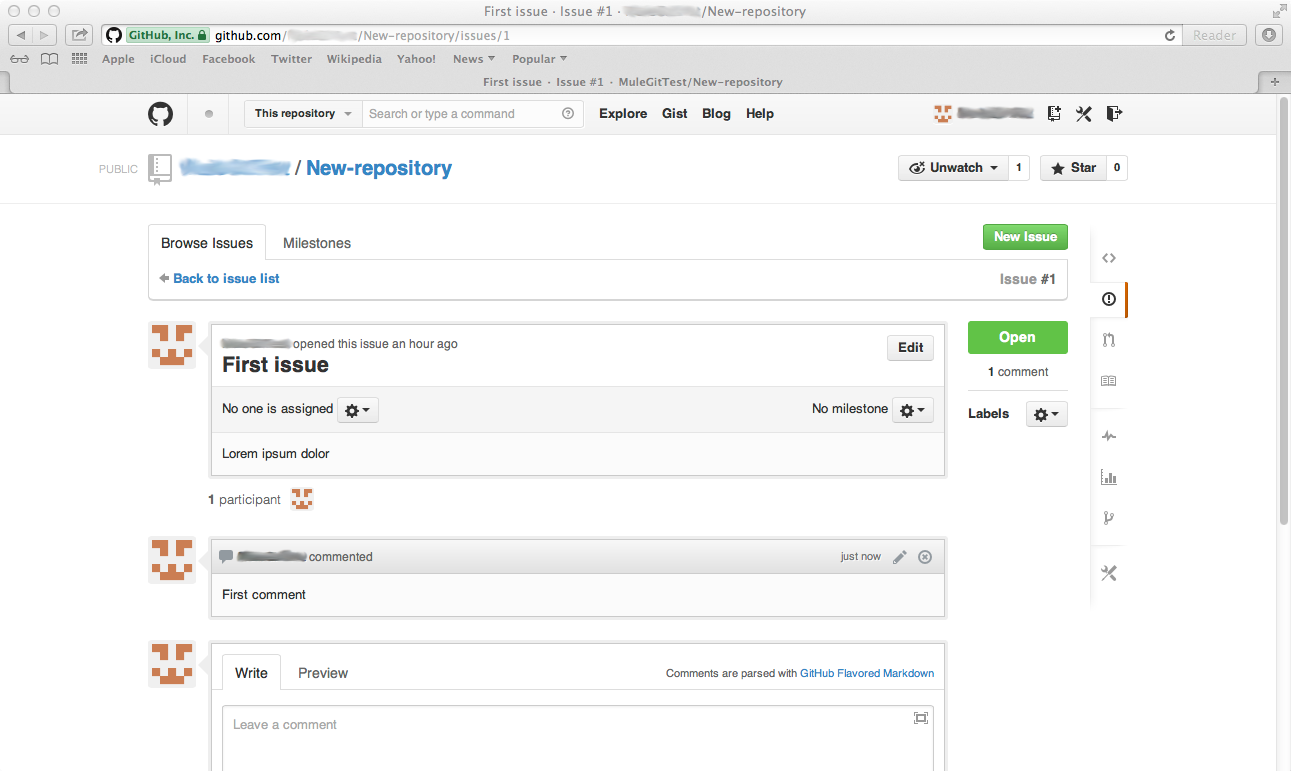 First issue · Issue #1 · /New-repository
GitHub, Inc. github.com/ /New-repository/issues/1
Reader
Apple iCloud Facebook Twitter Wikipedia Yahoo! News Popular
First issue · Issue #1 · MuleGitTest/New-repository
This repository Search or type a command Explore Gist Blog Help
PUBLIC / New-repository Unwatch 1 Star 0
Browse Issues Milestones New Issue
Back to issue list Issue #1
opened this issue an hour ago
First issue
Edit
Open
1 comment
No one is assigned No milestone
Labels
Lorem ipsum dolor
1 participant
commented just now
First comment
Write Preview Comments are parsed with GitHub Flavored Markdown
Leave a comment